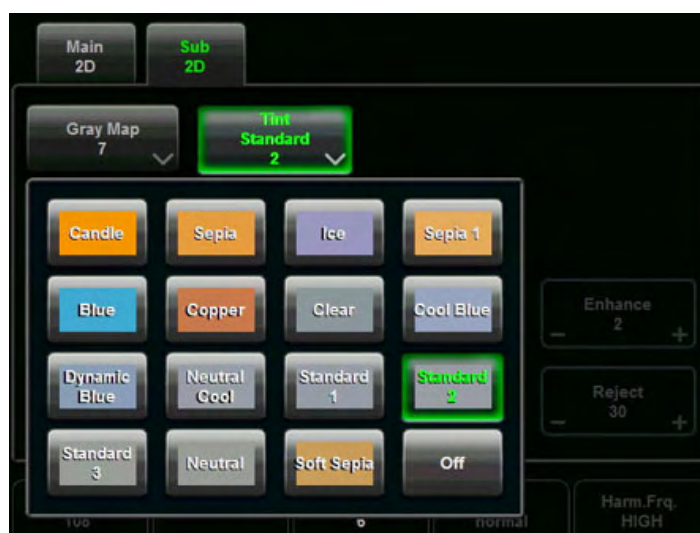 Main
2D
Sub
2D
Gray Map
7
Tint
Standard
2
Candle
Sepia
Ice
Sepia 1
Blue
Copper
Clear
Cool Blue
Dynamic
Blue
Neutral
Cool
Standard
1
Standard
2
Standard
3
Neutral
Soft Sepia
Off
Enhance
2
− +
Reject
30
− +
6
normal
Harm.Frq.
HIGH